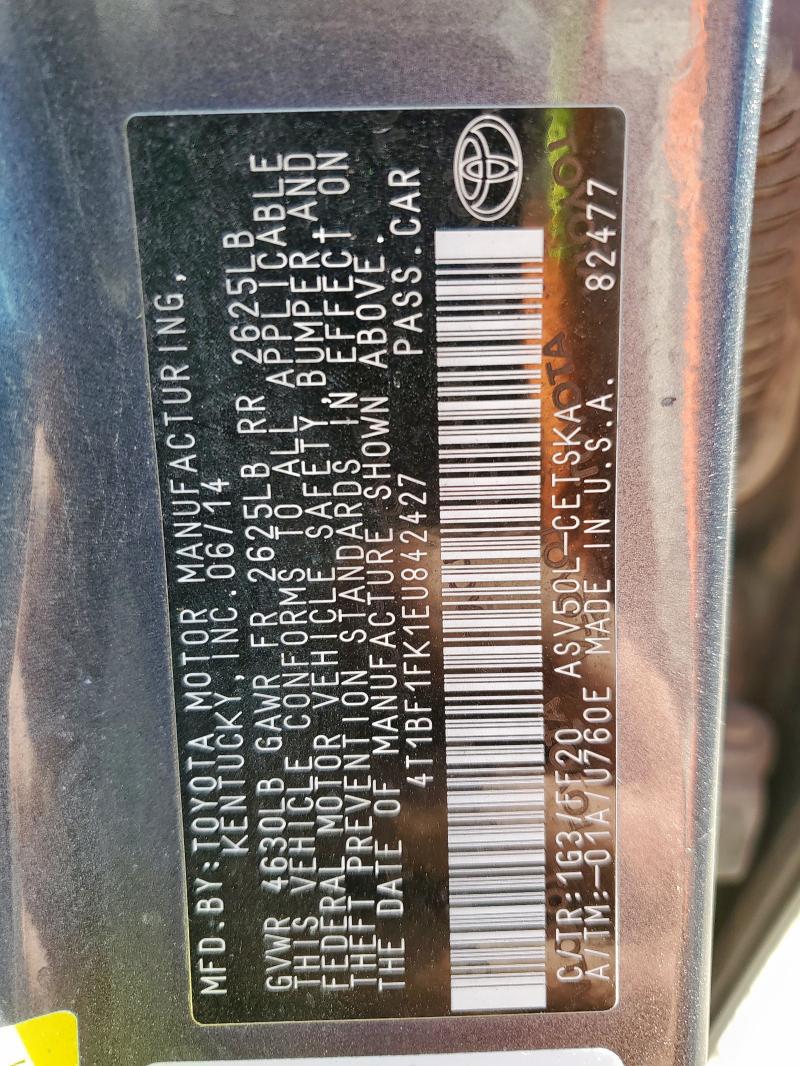 MFD.BY:TOYOTA MOTOR MANUFACTURING,
KENTUCKY, INC.06/14
GVWR 4630LB GAWR FR 2625LB RR 2625LB
THIS VEHICLE CONFORMS TO ALL APPLICABLE
FEDERAL MOTOR VEHICLE SAFETY, BUMPER AND
THEFT PREVENTION STANDARDS IN EFFECT ON
THE DATE OF MANUFACTURE SHOWN ABOVE.
4T1BF1FK1EU842427 PASS.CAR
C/TR:1G3/FF20 ASV50L-CETSKA
A/TM:-01A/U760E MADE IN U.S.A. 82477